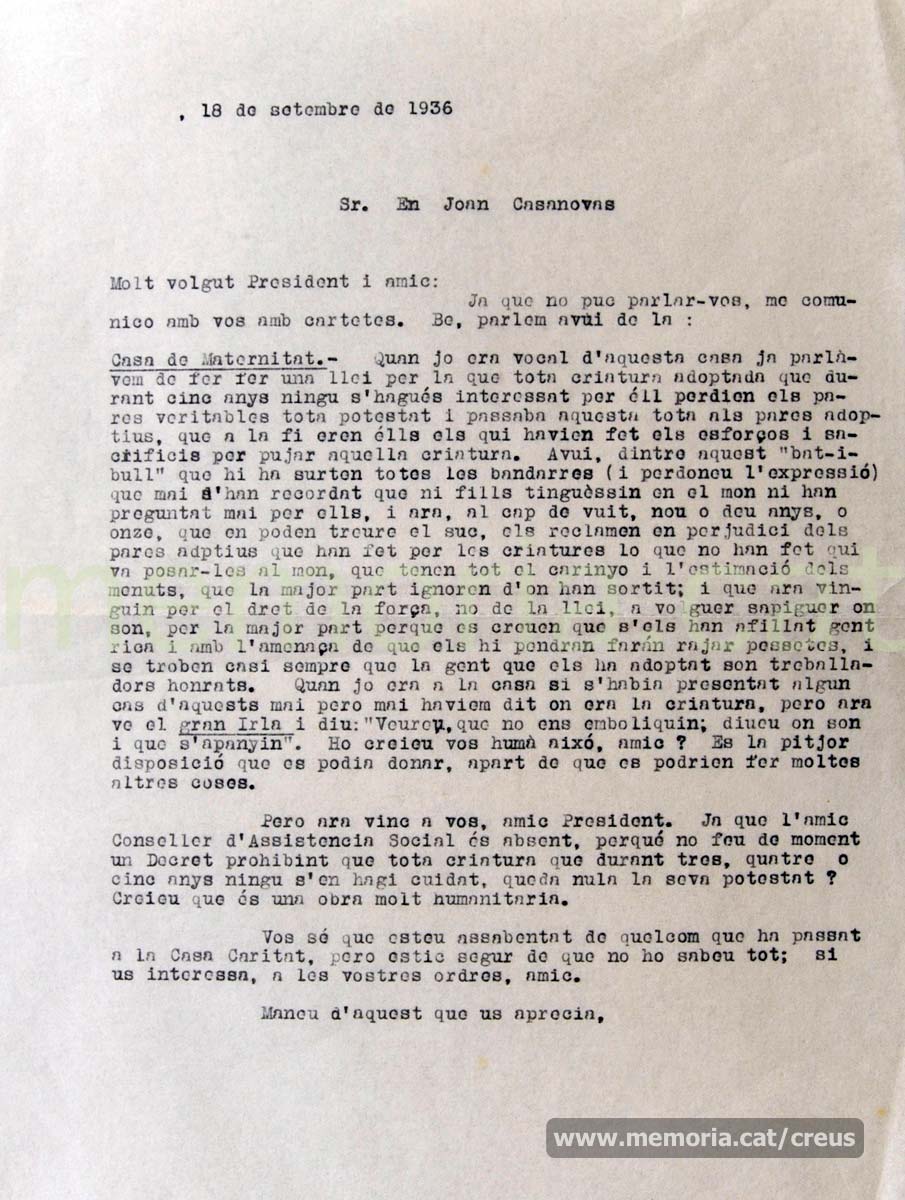 , 18 de setembre de 1936
Sr. En Joan Casanovas
Molt volgut President i amic:
Ja que no puc parlar-vos, me comu-
nico amb vos amb cartetes. Be, parlem avui de la :
Casa de Maternitat.- Quan jo era vocal d'aquesta casa ja parlà-
vem de fer fer una llei per la que tota criatura adoptada que du-
rant cinc anys ningu s'hagués interessat per éll perdien els pa-
res veritables tota potestat i passaba aquesta tota als pares adop-
tius, que a la fi eren élls els qui havien fet els esforços i sa-
crificis per pujar aquella criatura. Avui, dintre aquest "bat-i-
bull" que hi ha surten totes les bandarres (i perdoneu l'expressió)
que mai s'han recordat que ni fills tinguèssin en el mon ni han
preguntat mai per ells, i ara, al cap de vuit, nou o deu anys, o
onze, que en poden treure el suc, els reclamen en perjudici dels
pares adptius que han fet per les criatures lo que no han fet qui
va posar-les al mon, que tenen tot el carinyo i l'estimació dels
menuts, que la major part ignoren d'on han sortit; i que ara vin-
guin per el dret de la força, no de la llei, a volguer sapiguer on
son, per la major part perque es creuen que s'els han afillat gent
rica i amb l'amenaça de que els hi pendran faràn rajar pessetes, i
se troben casi sempre que la gent que els ha adoptat son treballa-
dors honrats. Quan jo era a la casa si s'habia presentat algun
cas d'aquests mai pero mai haviem dit on era la criatura, pero ara
ve el gran Irla i diu:"Veureu,que no ens emboliquin; diueu on son
i que s'apanyin". Ho creieu vos humà aixó, amic ? Es la pitjor
disposició que es podia donar, apart de que es podrien fer moltes
altres coses.
Pero ara vinc a vos, amic President. Ja que l'amic
Conseller d'Assistencia Social és absent, perqué no feu de moment
un Decret prohibint que tota criatura que durant tres, quatre o
cinc anys ningu s'en hagi cuidat, queda nula la seva potestat ?
Creieu que és una obra molt humanitaria.
Vos sé que esteu assabentat de quelcom que ha passat
a la Casa Caritat, pero estic segur de que no ho sabeu tot; si
us interessa, a les vostres ordres, amic.
Maneu d'aquest que us aprecia,
www.memoria.cat/creus